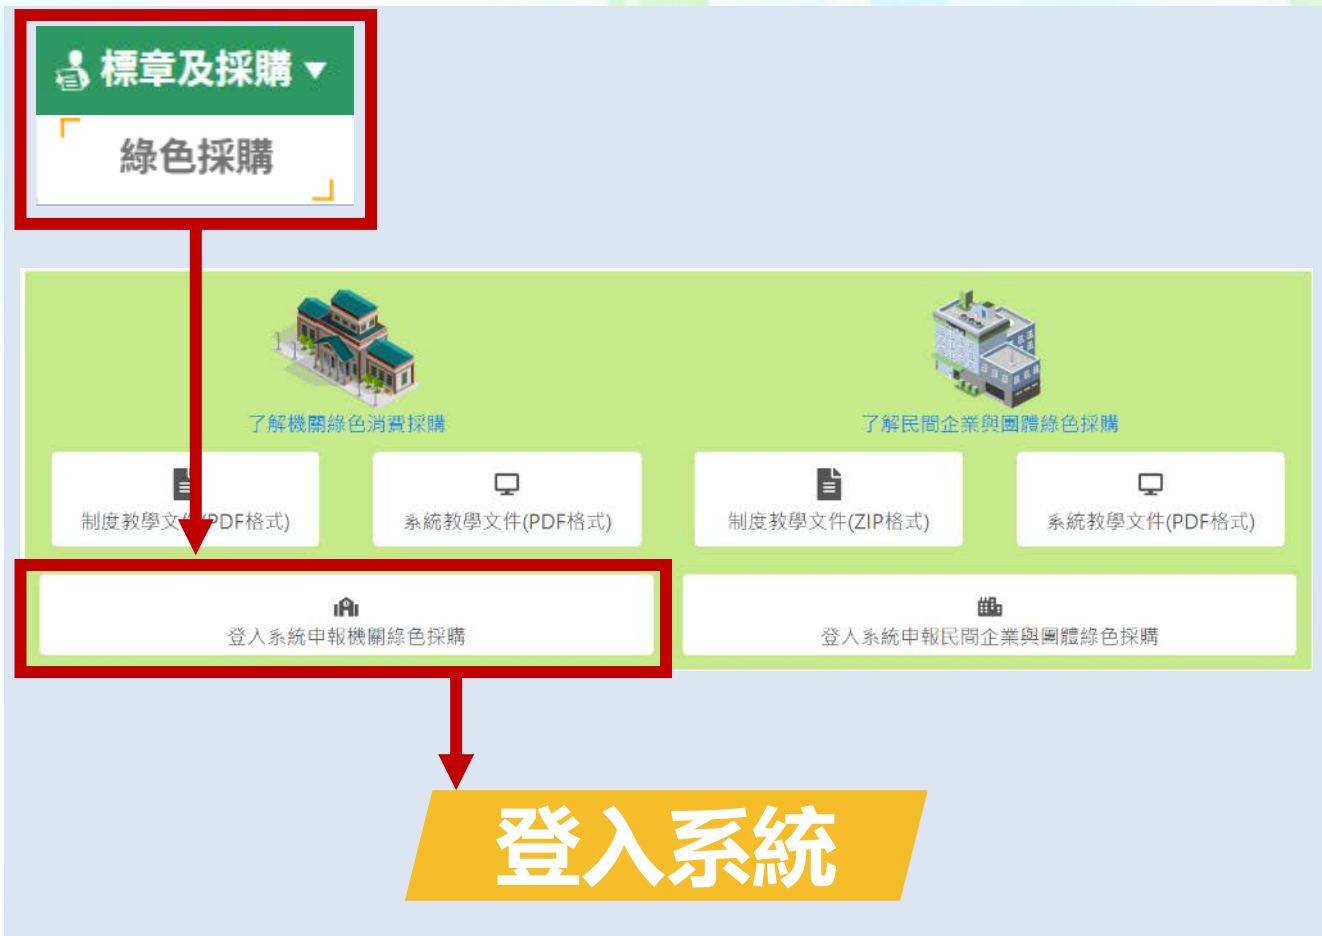 標章及採購▼
綠色採購
了解機關綠色消費採購
了解民間企業與團體綠色採購
制度教學文件(PDF格式)
系統教學文件(PDF格式)
制度教學文件(ZIP格式)
系統教學文件(PDF格式)
登入系統申報機關綠色採購
登入系統申報民間企業與團體綠色採購
登入系統